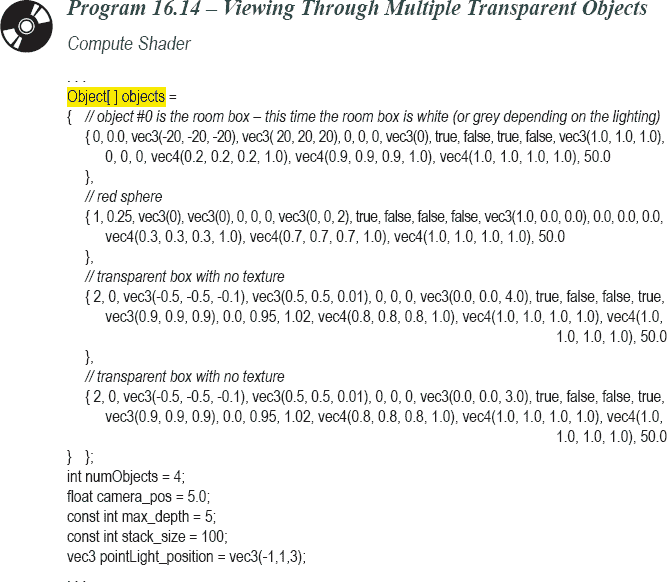 Program 16.14 – Viewing Through Multiple Transparent Objects
Compute Shader
. . .
Object[ ] objects =
{ // object #0 is the room box – this time the room box is white (or grey depending on the lighting)
{ 0, 0.0, vec3(-20, -20, -20), vec3( 20, 20, 20), 0, 0, 0, vec3(0), true, false, true, false, vec3(1.0, 1.0, 1.0),
0, 0, 0, vec4(0.2, 0.2, 0.2, 1.0), vec4(0.9, 0.9, 0.9, 1.0), vec4(1.0, 1.0, 1.0, 1.0), 50.0
},
// red sphere
{ 1, 0.25, vec3(0), vec3(0), 0, 0, 0, vec3(0, 0, 2), true, false, false, false, vec3(1.0, 0.0, 0.0), 0.0, 0.0, 0.0,
vec4(0.3, 0.3, 0.3, 1.0), vec4(0.7, 0.7, 0.7, 1.0), vec4(1.0, 1.0, 1.0, 1.0), 50.0
},
// transparent box with no texture
{ 2, 0, vec3(-0.5, -0.5, -0.1), vec3(0.5, 0.5, 0.01), 0, 0, 0, vec3(0.0, 0.0, 4.0), true, false, false, true,
vec3(0.9, 0.9, 0.9), 0.0, 0.95, 1.02, vec4(0.8, 0.8, 0.8, 1.0), vec4(1.0, 1.0, 1.0, 1.0), vec4(1.0,
1.0, 1.0, 1.0), 50.0
},
// transparent box with no texture
{ 2, 0, vec3(-0.5, -0.5, -0.1), vec3(0.5, 0.5, 0.01), 0, 0, 0, vec3(0.0, 0.0, 3.0), true, false, false, true,
vec3(0.9, 0.9, 0.9), 0.0, 0.95, 1.02, vec4(0.8, 0.8, 0.8, 1.0), vec4(1.0, 1.0, 1.0, 1.0), vec4(1.0,
1.0, 1.0, 1.0), 50.0
} };
int numObjects = 4;
float camera_pos = 5.0;
const int max_depth = 5;
const int stack_size = 100;
vec3 pointLight_position = vec3(-1,1,3);
. . .